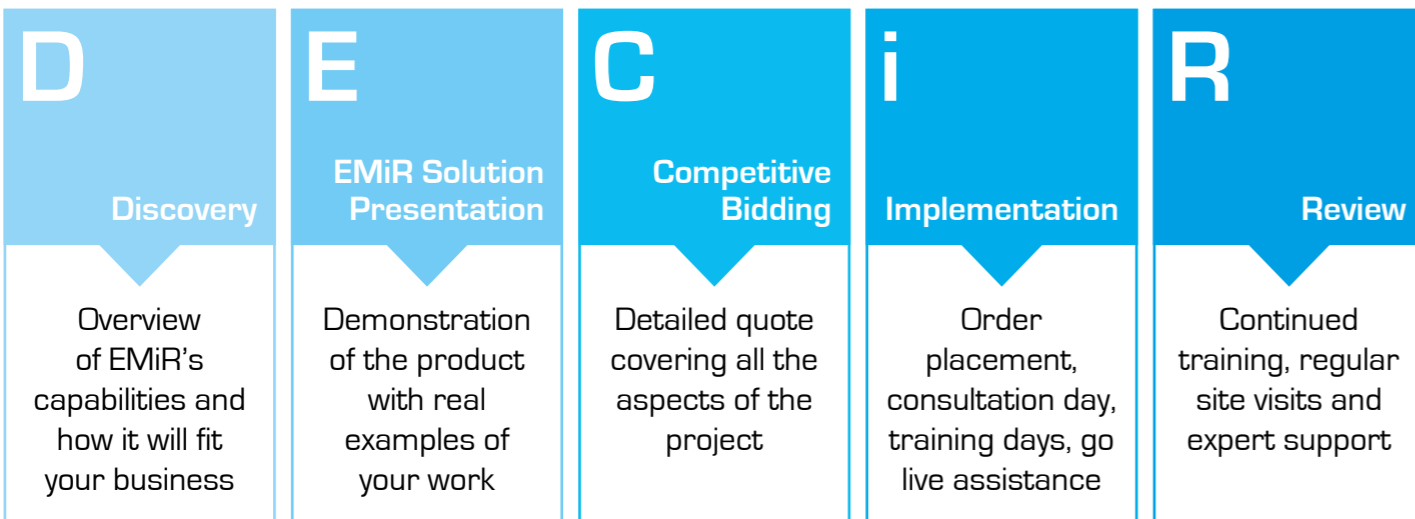 D
Discovery
Overview
of EMiR’s
capabilities and
how it will fit
your business
E
EMiR Solution
Presentation
Demonstration
of the product
with real
examples of
your work
C
Competitive
Bidding
Detailed quote
covering all the
aspects of the
project
i
Implementation
Order
placement,
consultation day,
training days, go
live assistance
R
Review
Continued
training, regular
site visits and
expert support